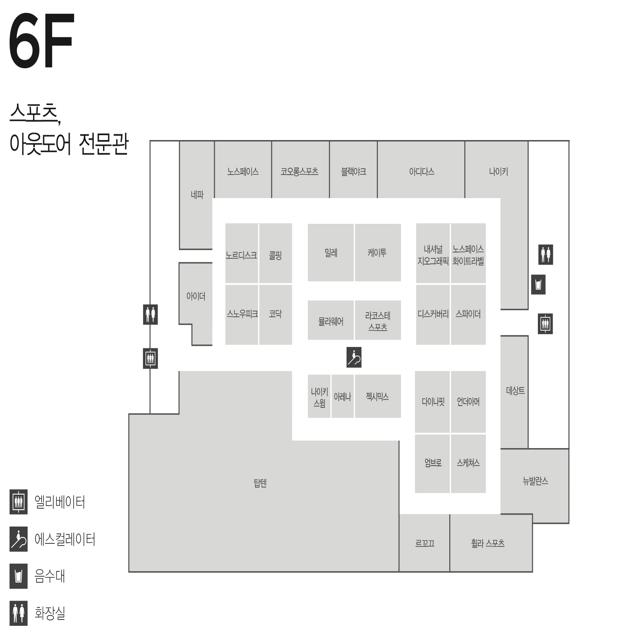 6F
스포츠,
아웃도어 전문관
노스페이스
코오롱스포츠
블랙야크
아디다스
나이키
네파
노르디스크
콜핑
밀레
케이투
내셔널
지오그래픽
노스페이스
화이트라벨
아이더
스노우피크
코닥
뮬라웨어
라코스테
스포츠
디스커버리
스파이더
나이키
스윔
아레나
젝시믹스
다이나핏
언더아머
데상트
엄브로
스케쳐스
탑텐
뉴발란스
르꼬끄
휠라 스포츠
엘리베이터
에스컬레이터
음수대
화장실